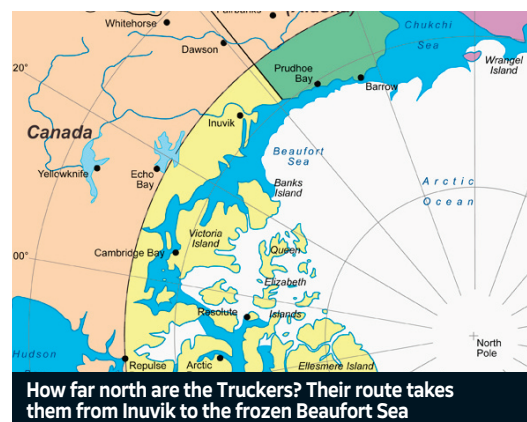 Fairbanks
(Alaska)
Whitehorse
Chukchi
Sea
Dawson
Wrangel
Island
Prudhoe
Bay
20°
Barrow
Inuvik
Canada
Beaufort
Sea
Yellowknife
Echo
Bay
Arctic
Ocean
Banks
Island
Victoria
Island
Queen
00°
Cambridge Bay
Elizabeth
Islands
Resolute
Hudson
North
Pole
Repulse
Arctic
Ellesmere Island
How far north are the Truckers? Their route takes
them from Inuvik to the frozen Beaufort Sea